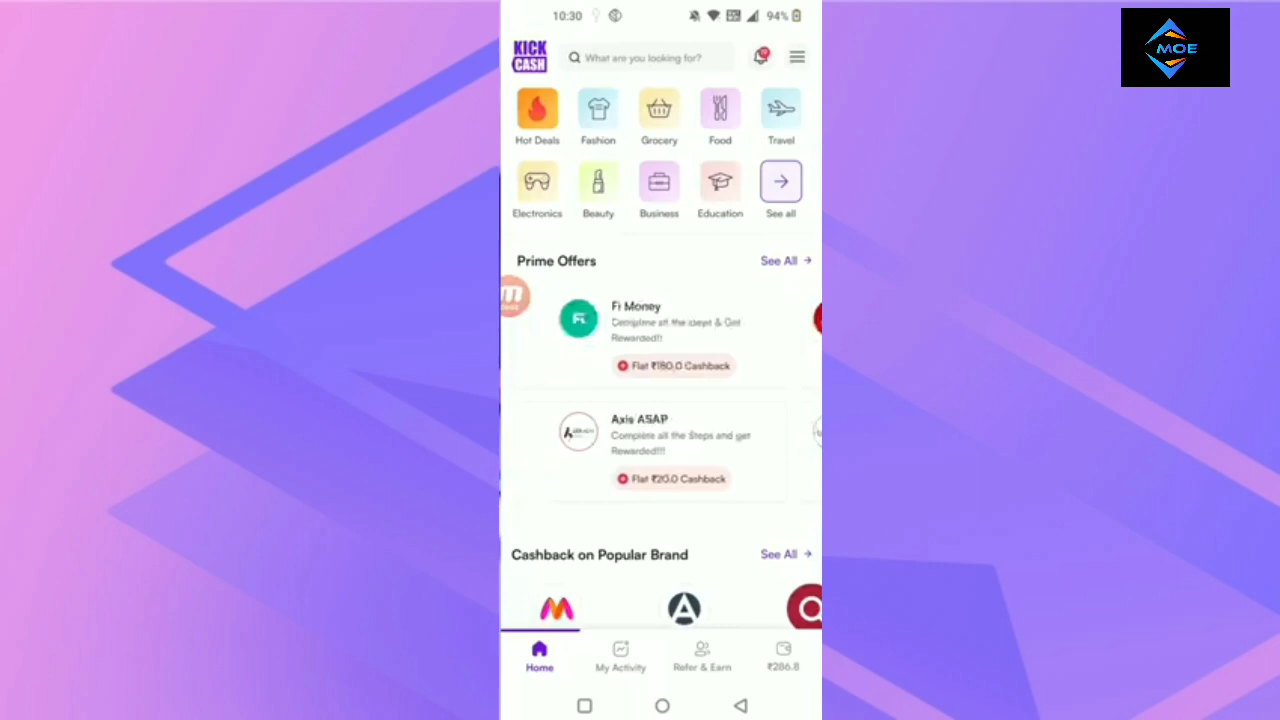 10:30
94%
KICK
CASH
What are you looking for?
MOE
Hot Deals
Fashion
Grocery
Food
Travel
Electronics
Beauty
Business
Education
See all
Prime Offers
See All
Fi Money
Complete all the steps & Get
Rewarded!!
Flat ₹180.0 Cashback
Axis ASAP
Complete all the Steps and get
Rewarded!!!
Flat ₹20.0 Cashback
Cashback on Popular Brand
See All
Home
My Activity
Refer & Earn
₹286.8